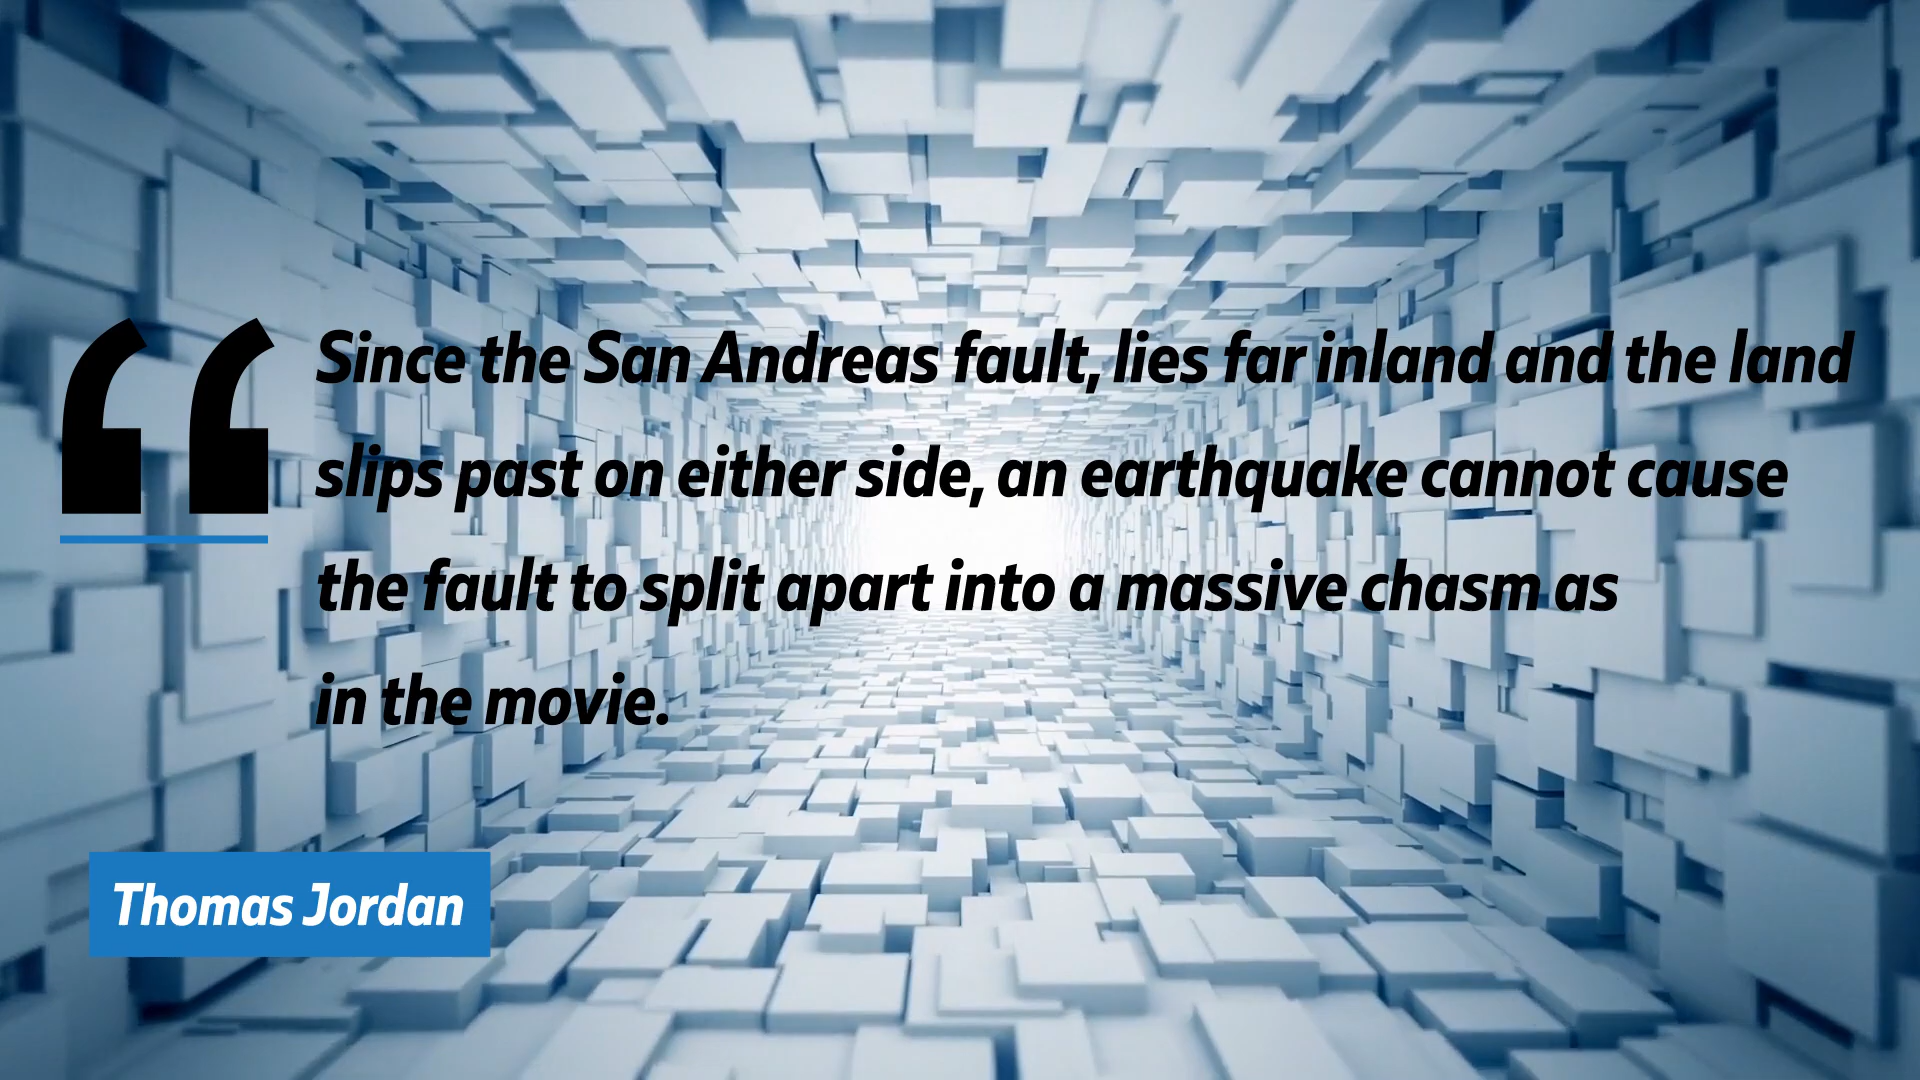 “
Since the San Andreas fault, lies far inland and the land
slips past on either side, an earthquake cannot cause
the fault to split apart into a massive chasm as
in the movie.
Thomas Jordan